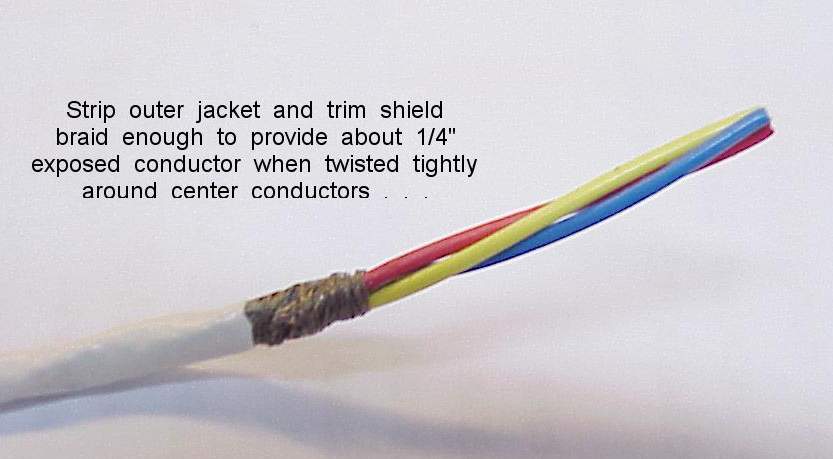 Strip outer jacket and trim shield
braid enough to provide about 1/4"
exposed conductor when twisted tightly
around center conductors . . .